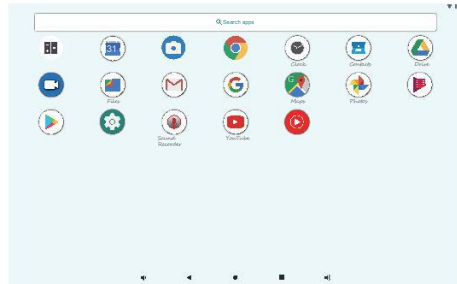 Search apps
31
Clock
Contacts
Drive
Files
G
Maps
Photos
Sound
Recorder
YouTube